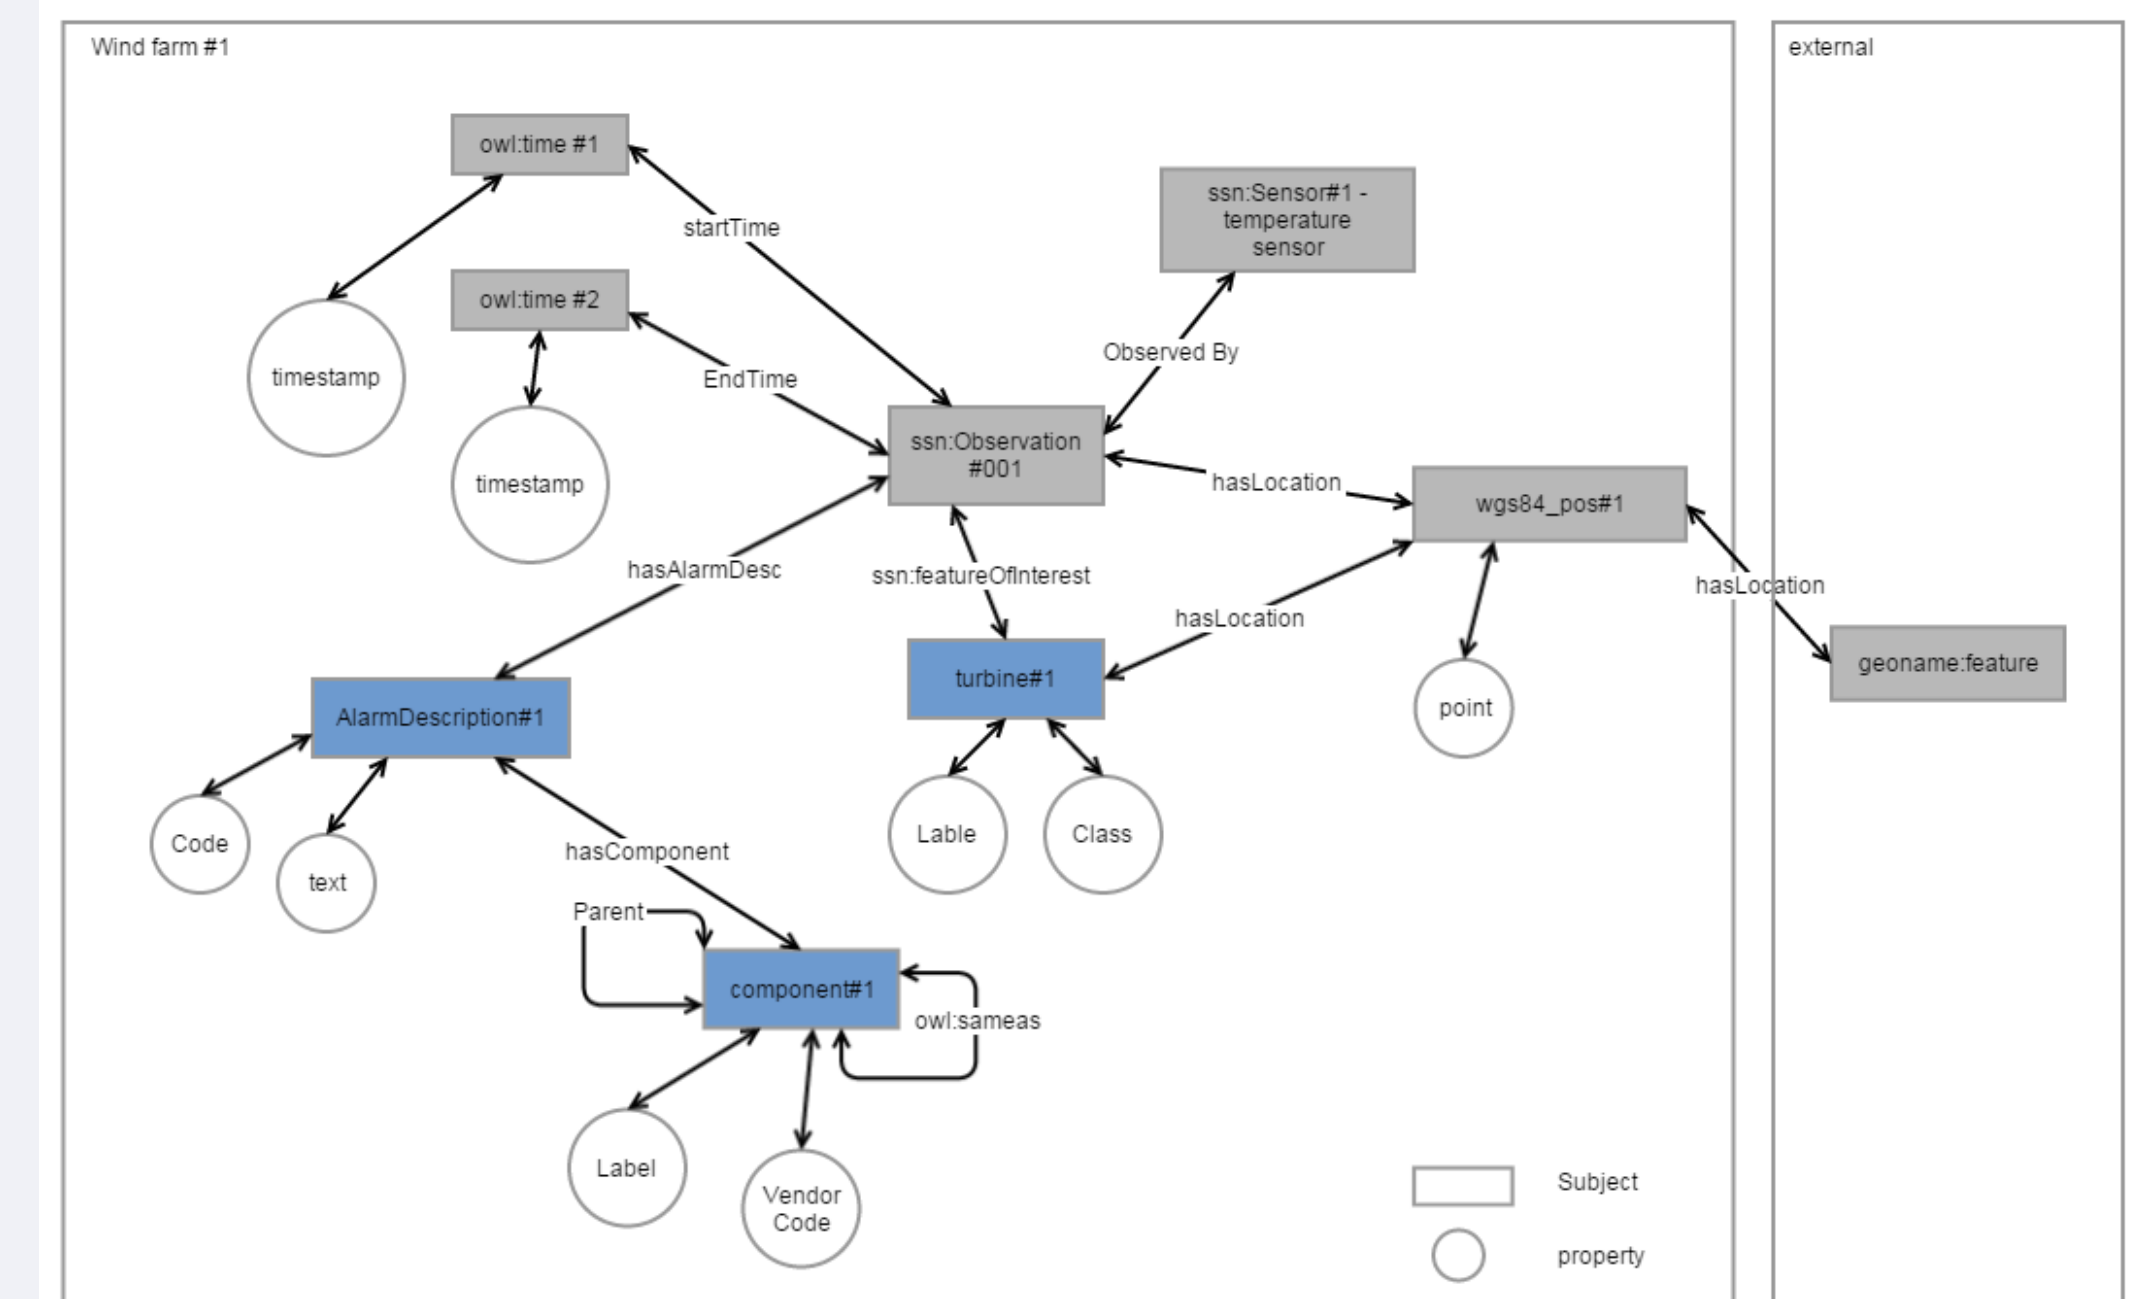 Wind farm #1
external
owl:time #1
ssn:Sensor#1 -
temperature
sensor
startTime
owl:time #2
Observed By
timestamp
EndTime
ssn:Observation
#001
timestamp
hasLocation
wgs84_pos#1
hasAlarmDesc
ssn:featureOfInterest
hasLocation
hasLocation
geoname:feature
turbine#1
point
AlarmDescription#1
Code
text
Lable
Class
hasComponent
Parent
component#1
owl:sameas
Label
Vendor
Code
Subject
property